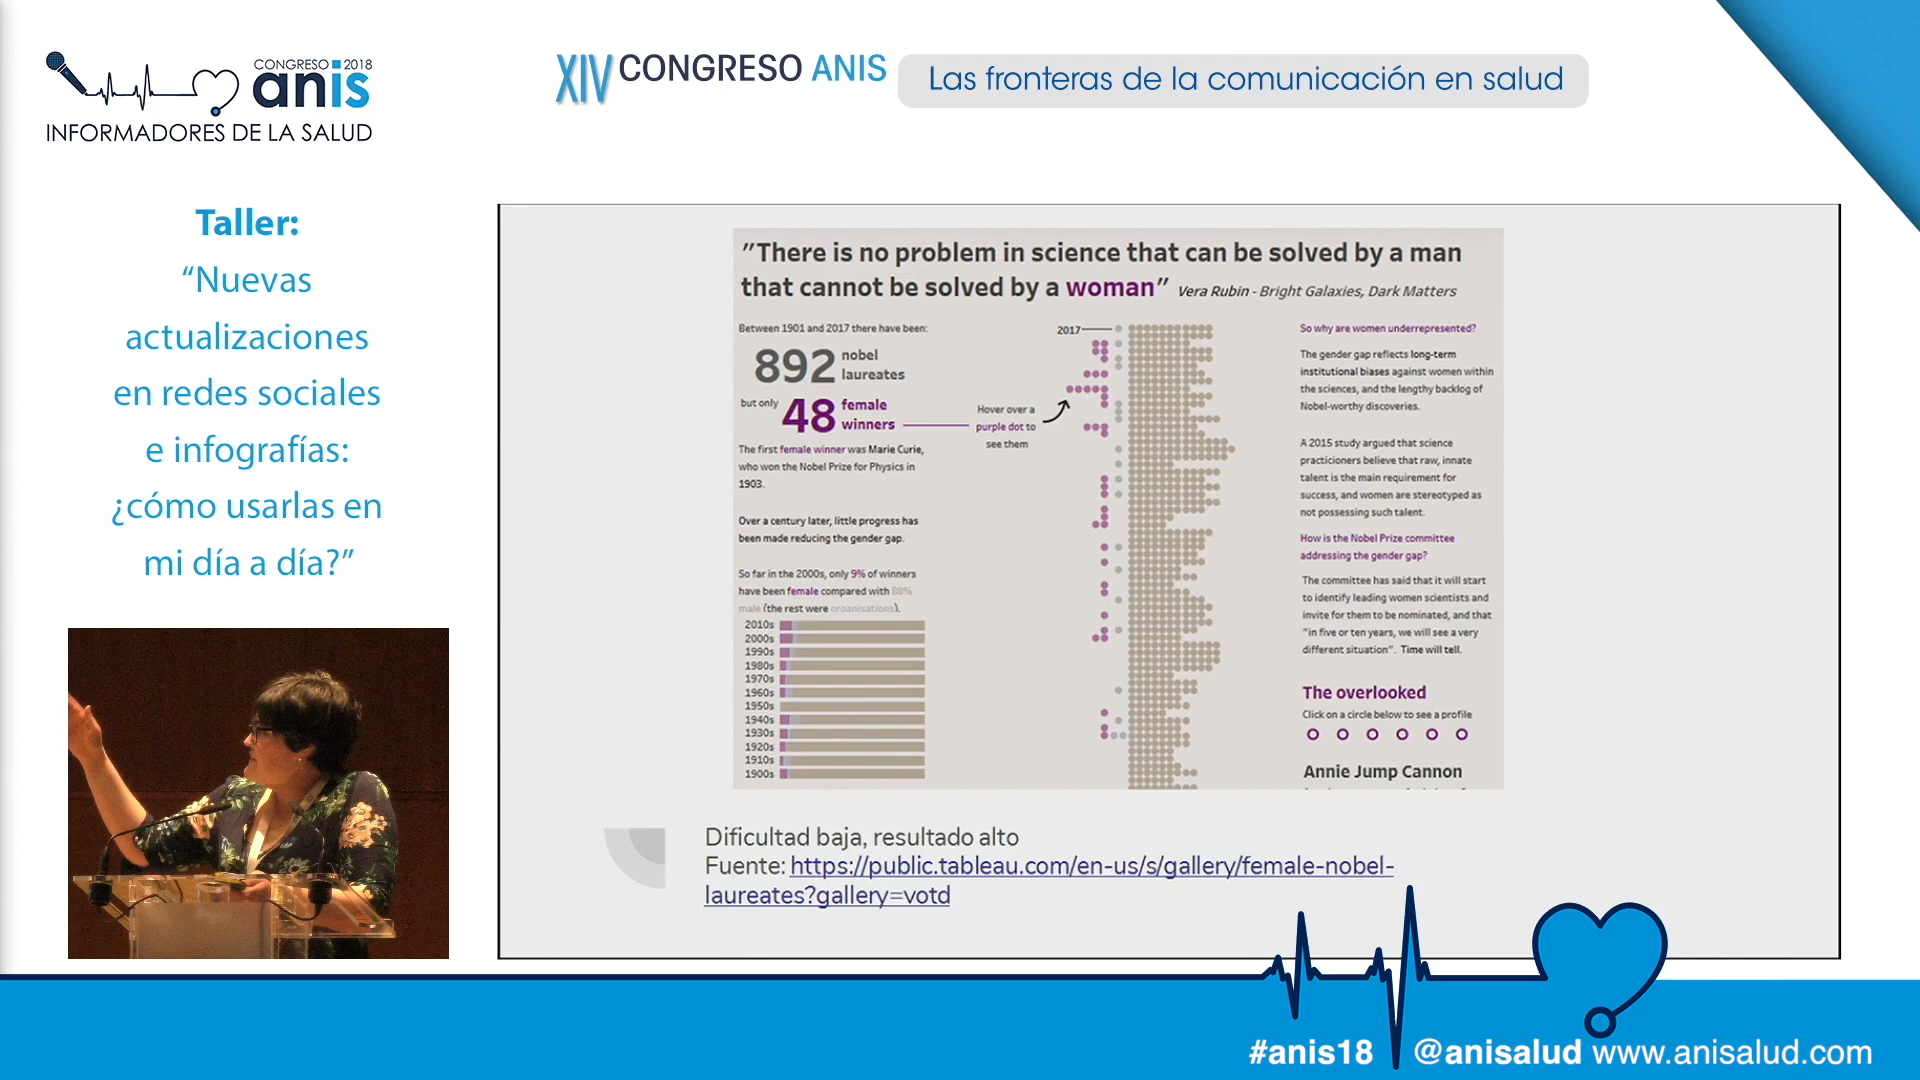 CONGRESO 2018
anis
INFORMADORES DE LA SALUD
XIV CONGRESO ANIS
Las fronteras de la comunicación en salud
Taller:
“Nuevas
actualizaciones
en redes sociales
e infografías:
¿cómo usarlas en
mi día a día?”
"There is no problem in science that can be solved by a man
that cannot be solved by a woman" Vera Rubin - Bright Galaxies, Dark Matters
Between 1901 and 2017 there have been:
892 nobel
laureates
but only 48 female
winners
The first female winner was Marie Curie,
who won the Nobel Prize for Physics in
1903.
Over a century later, little progress has
been made reducing the gender gap.
So far in the 2000s, only 9% of winners
have been female compared with 88%
male (the rest were organisations).
2010s
2000s
1990s
1980s
1970s
1960s
1950s
1940s
1930s
1920s
1910s
1900s
2017
Hover over a
purple dot to
see them
So why are women underrepresented?
The gender gap reflects long-term
institutional biases against women within
the sciences, and the lengthy backlog of
Nobel-worthy discoveries.
A 2015 study argued that science
practicioners believe that raw, innate
talent is the main requirement for
success, and women are stereotyped as
not possessing such talent.
How is the Nobel Prize committee
addressing the gender gap?
The committee has said that it will start
to identify leading women scientists and
invite for them to be nominated, and that
"in five or ten years, we will see a very
different situation". Time will tell.
The overlooked
Click on a circle below to see a profile
Annie Jump Cannon
Dificultad baja, resultado alto
Fuente: https://public.tableau.com/en-us/s/gallery/female-nobel-
laureates?gallery=votd
#anis18 @anisalud www.anisalud.com